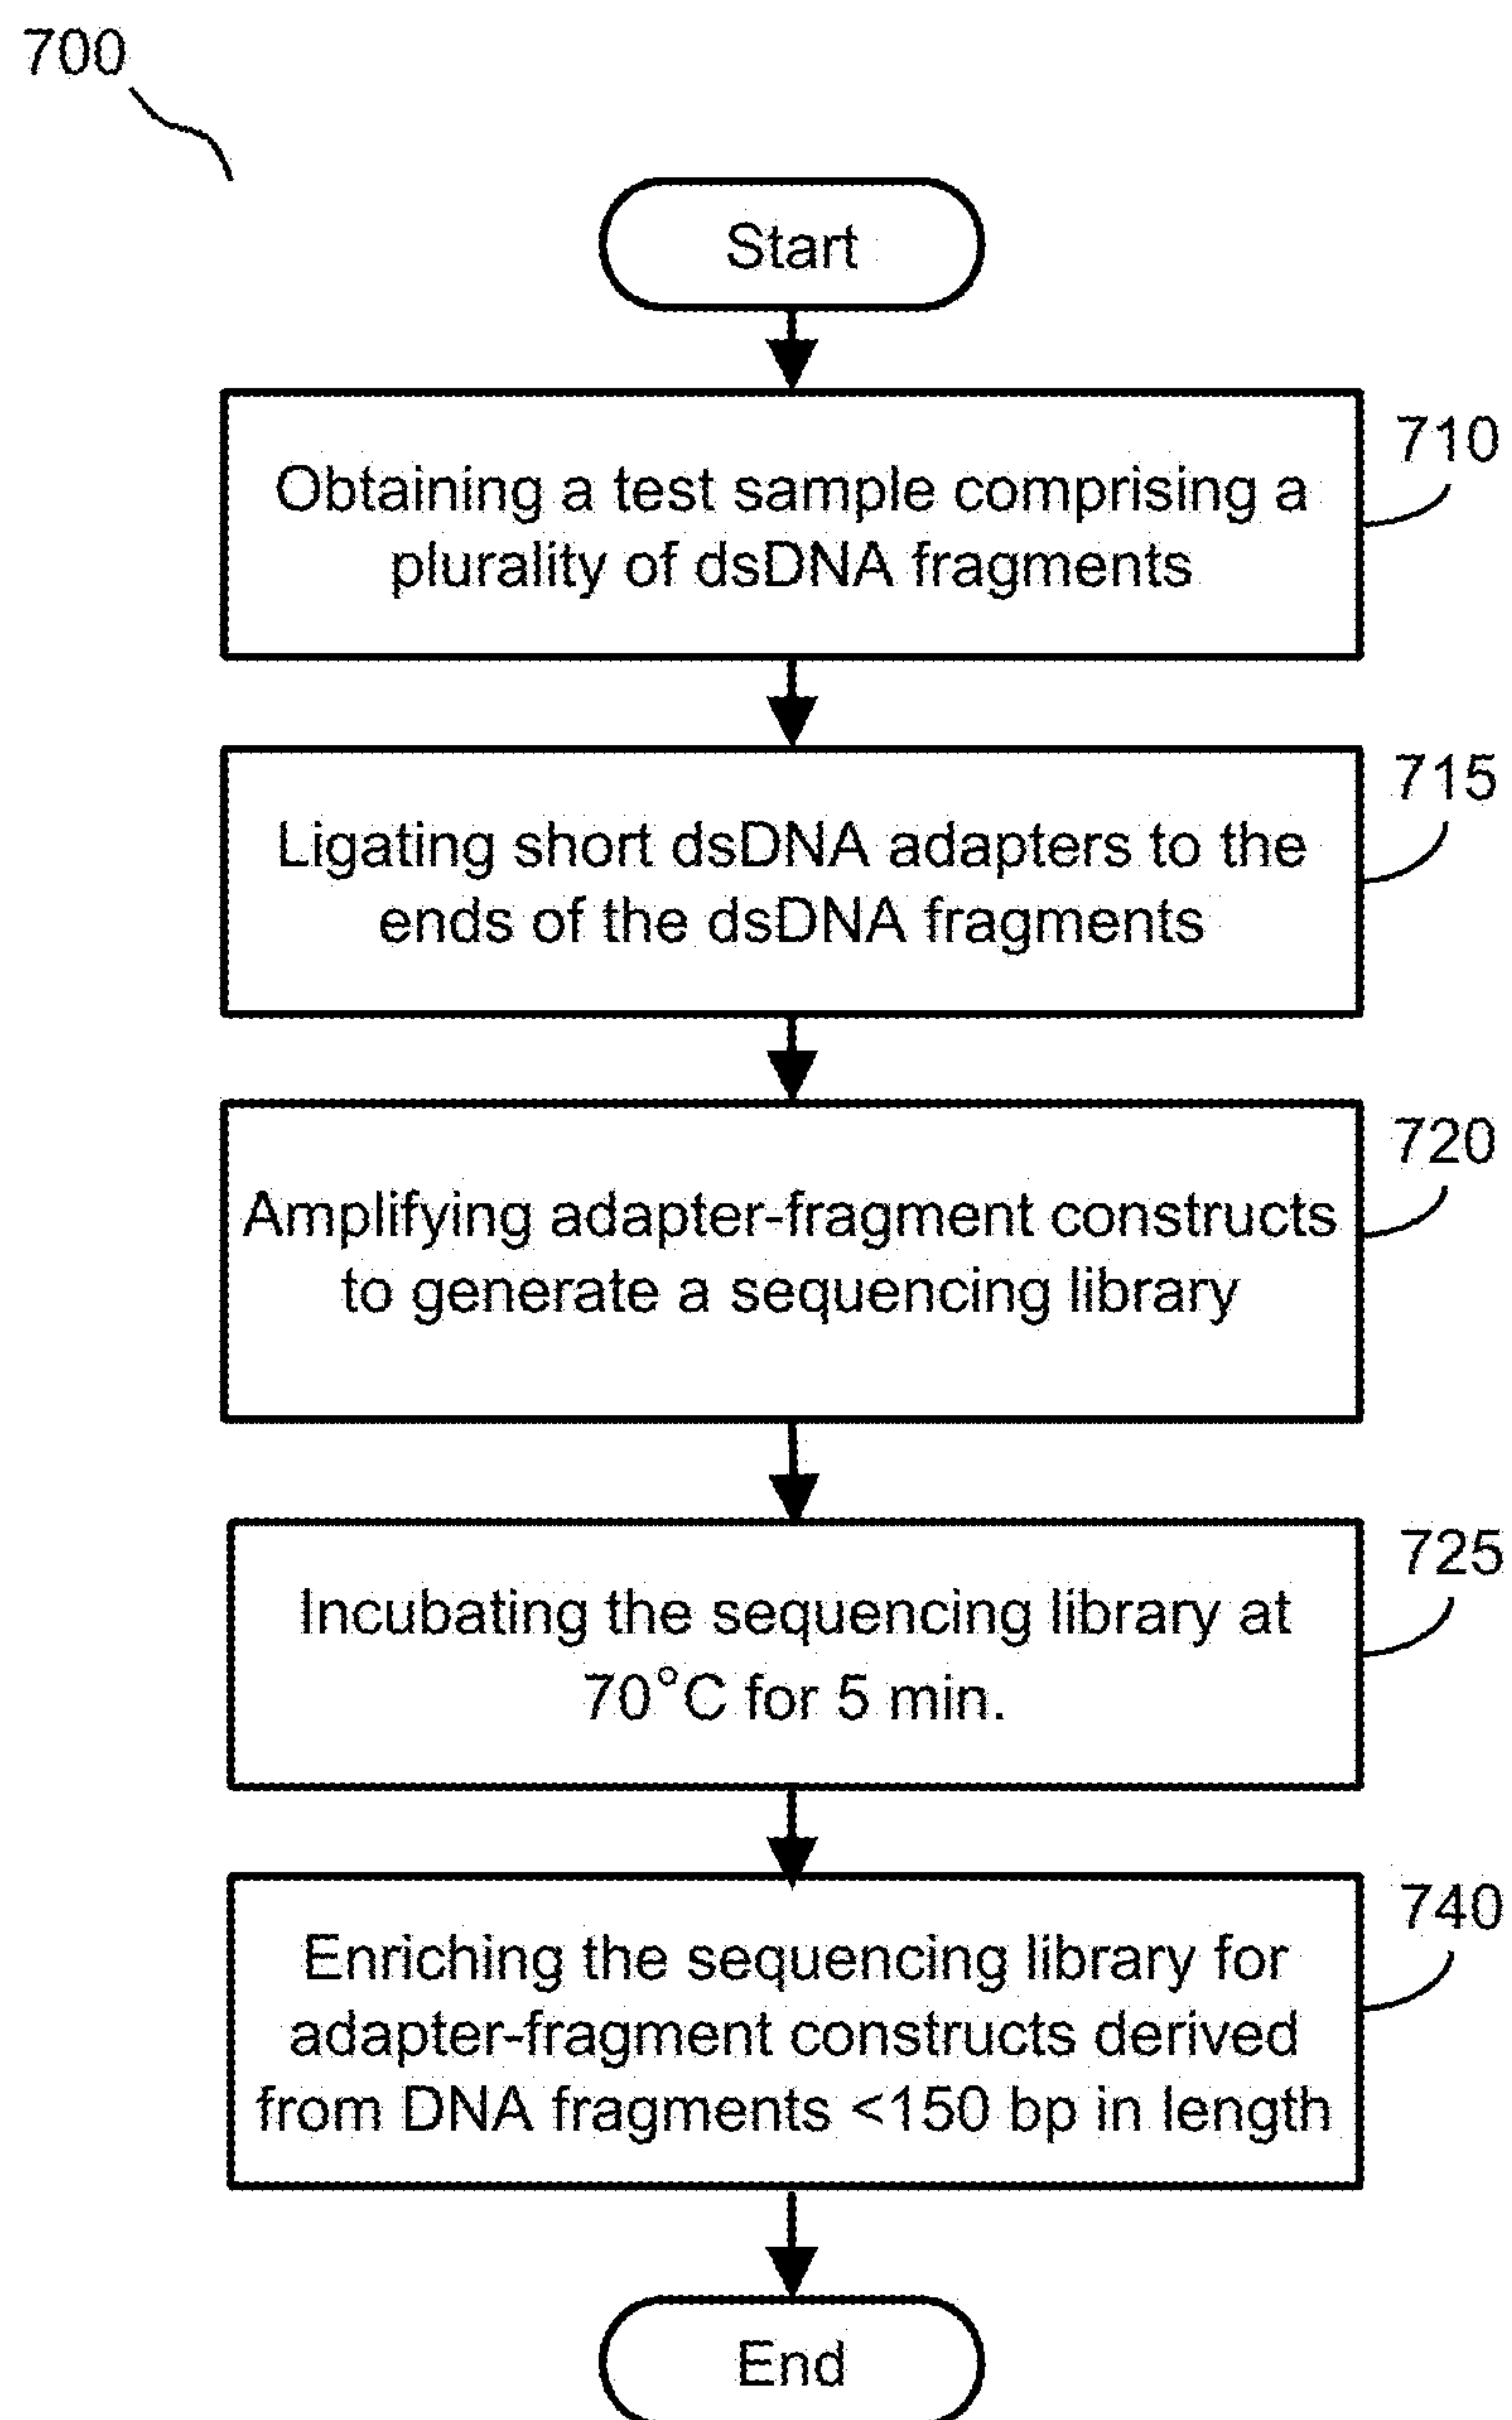 700
Start
710
Obtaining a test sample comprising a
plurality of dsDNA fragments
715
Ligating short dsDNA adapters to the
ends of the dsDNA fragments
720
Amplifying adapter-fragment constructs
to generate a sequencing library
725
Incubating the sequencing library at
70°C for 5 min.
740
Enriching the sequencing library for
adapter-fragment constructs derived
from DNA fragments <150 bp in length
End